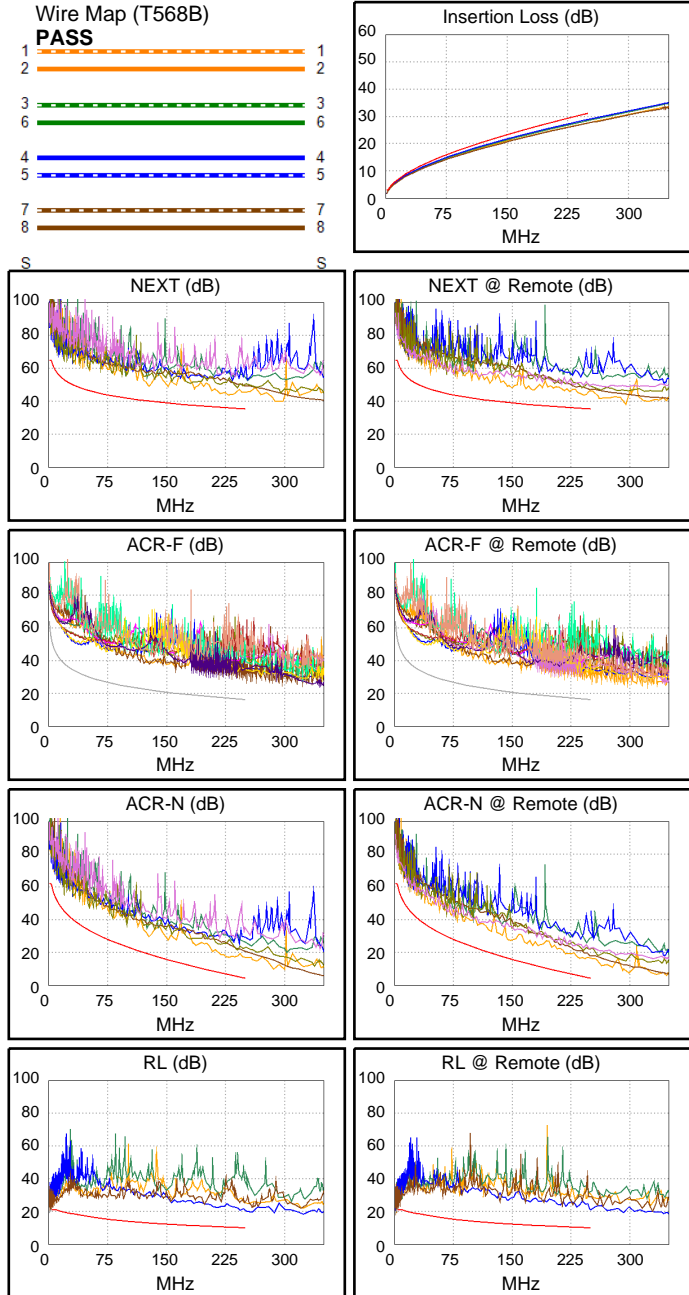 Wire Map (T568B)
PASS
1 1
2 2
3 3
6 6
4 4
5 5
7 7
8 8
S S
Insertion Loss (dB)
60
50
40
30
20
10
0
0 75 150 225 300
MHz
NEXT (dB)
100
80
60
40
20
0
0 75 150 225 300
MHz
NEXT @ Remote (dB)
100
80
60
40
20
0
0 75 150 225 300
MHz
ACR-F (dB)
100
80
60
40
20
0
0 75 150 225 300
MHz
ACR-F @ Remote (dB)
100
80
60
40
20
0
0 75 150 225 300
MHz
ACR-N (dB)
100
80
60
40
20
0
0 75 150 225 300
MHz
ACR-N @ Remote (dB)
100
80
60
40
20
0
0 75 150 225 300
MHz
RL (dB)
100
80
60
40
20
0
0 75 150 225 300
MHz
RL @ Remote (dB)
100
80
60
40
20
0
0 75 150 225 300
MHz